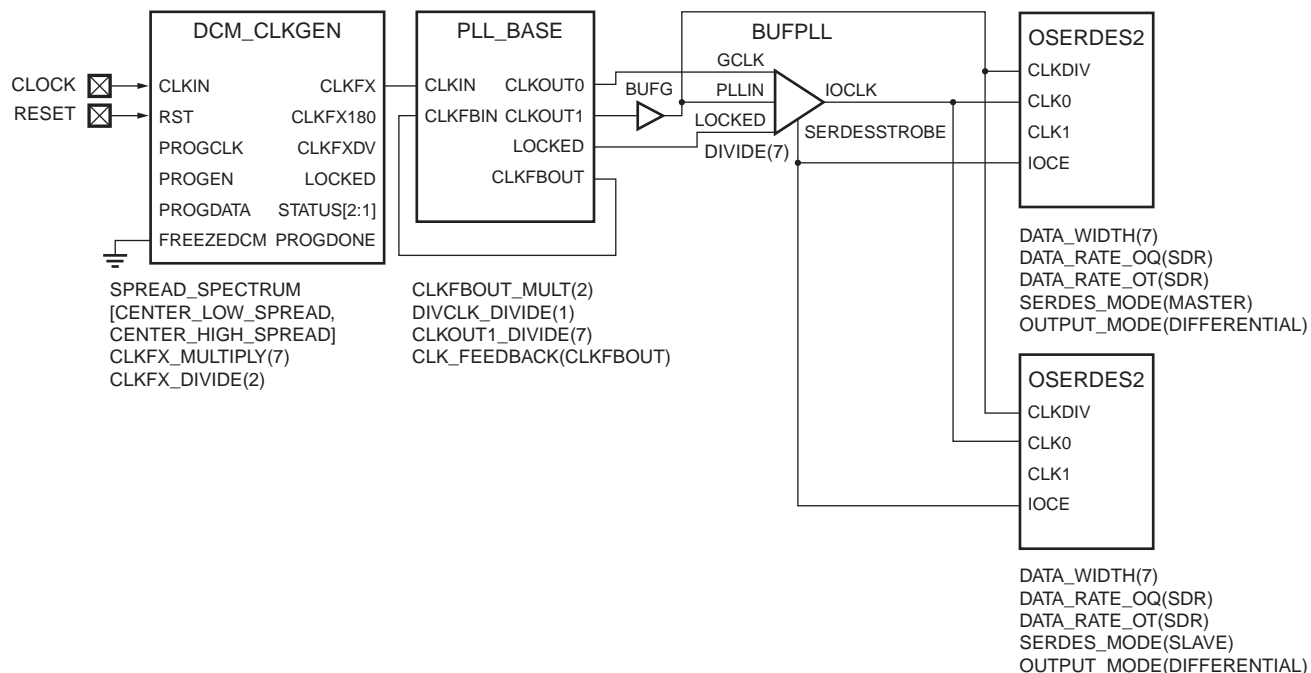 DCM_CLKGEN
CLOCK
RESET
CLKIN
RST
PROGCLK
PROGEN
PROGDATA
FREEZEDCM
CLKFX
CLKFX180
CLKFXDV
LOCKED
STATUS[2:1]
PROGDONE
SPREAD_SPECTRUM
[CENTER_LOW_SPREAD,
CENTER_HIGH_SPREAD]
CLKFX_MULTIPLY(7)
CLKFX_DIVIDE(2)
PLL_BASE
CLKIN
CLKFBIN
CLKOUT0
CLKOUT1
LOCKED
CLKFBOUT
CLKFBOUT_MULT(2)
DIVCLK_DIVIDE(1)
CLKOUT1_DIVIDE(7)
CLK_FEEDBACK(CLKFBOUT)
BUFG
BUFPLL
GCLK
PLLIN
LOCKED
DIVIDE(7)
IOCLK
SERDESSTROBE
OSERDES2
CLKDIV
CLK0
CLK1
IOCE
DATA_WIDTH(7)
DATA_RATE_OQ(SDR)
DATA_RATE_OT(SDR)
SERDES_MODE(MASTER)
OUTPUT_MODE(DIFFERENTIAL)
OSERDES2
CLKDIV
CLK0
CLK1
IOCE
DATA_WIDTH(7)
DATA_RATE_OQ(SDR)
DATA_RATE_OT(SDR)
SERDES_MODE(SLAVE)
OUTPUT_MODE(DIFFERENTIAL)